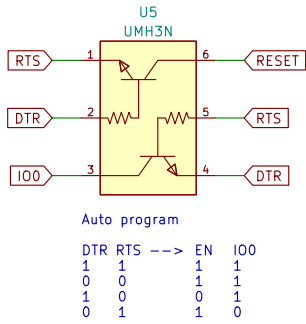 U5
UMH3N
RTS 1 6 RESET
DTR 2 5 RTS
IO0 3 4 DTR
Auto program
DTR RTS --> EN IO0
1 1 1 1
0 0 1 1
1 0 0 1
0 1 1 0